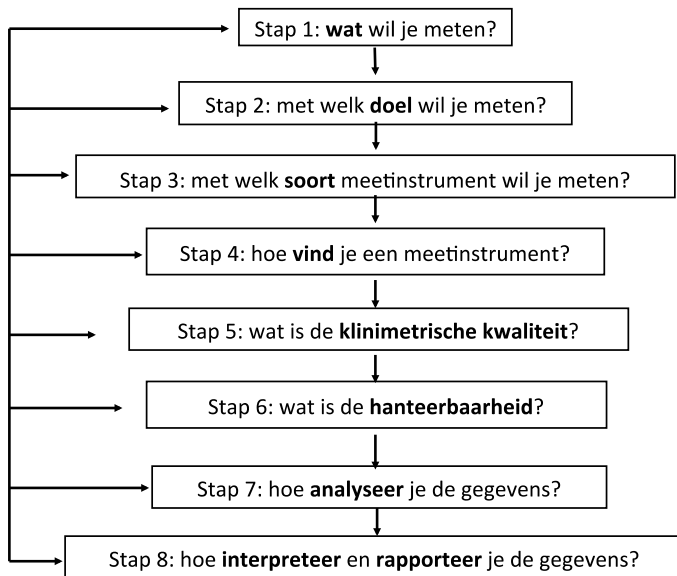 Stap 1: wat wil je meten?
Stap 2: met welk doel wil je meten?
Stap 3: met welk soort meetinstrument wil je meten?
Stap 4: hoe vind je een meetinstrument?
Stap 5: wat is de klinimetrische kwaliteit?
Stap 6: wat is de hanteerbaarheid?
Stap 7: hoe analyseer je de gegevens?
Stap 8: hoe interpreteer en rapporteer je de gegevens?